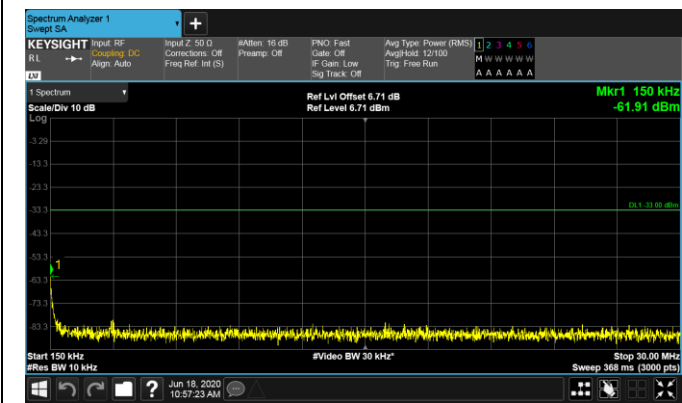 Spectrum Analyzer 1
Swept SA
+
KEYSIGHT Input: RF Input Z: 50 Ω #Atten: 16 dB PNO: Fast Avg Type: Power (RMS) 1 2 3 4 5 6
RL Coupling: DC Corrections: Off Preamp: Off Gate: Off Avg|Hold: 12/100 M W W W W W
Align: Auto Freq Ref: Int (S) IF Gain: Low Trig: Free Run
LNI Sig Track: Off A A A A A A
1 Spectrum Ref Lvl Offset 6.71 dB Mkr1 150 kHz
Scale/Div 10 dB Ref Level 6.71 dBm -61.91 dBm
Log
-3.29
-13.3
-23.3
-33.3 DL1 -33.00 dBm
-43.3
-53.3
1
-63.3
-73.3
-83.3
Start 150 kHz #Video BW 30 kHz* Stop 30.00 MHz
#Res BW 10 kHz Sweep 368 ms (3000 pts)
? Jun 18, 2020
10:57:23 AM